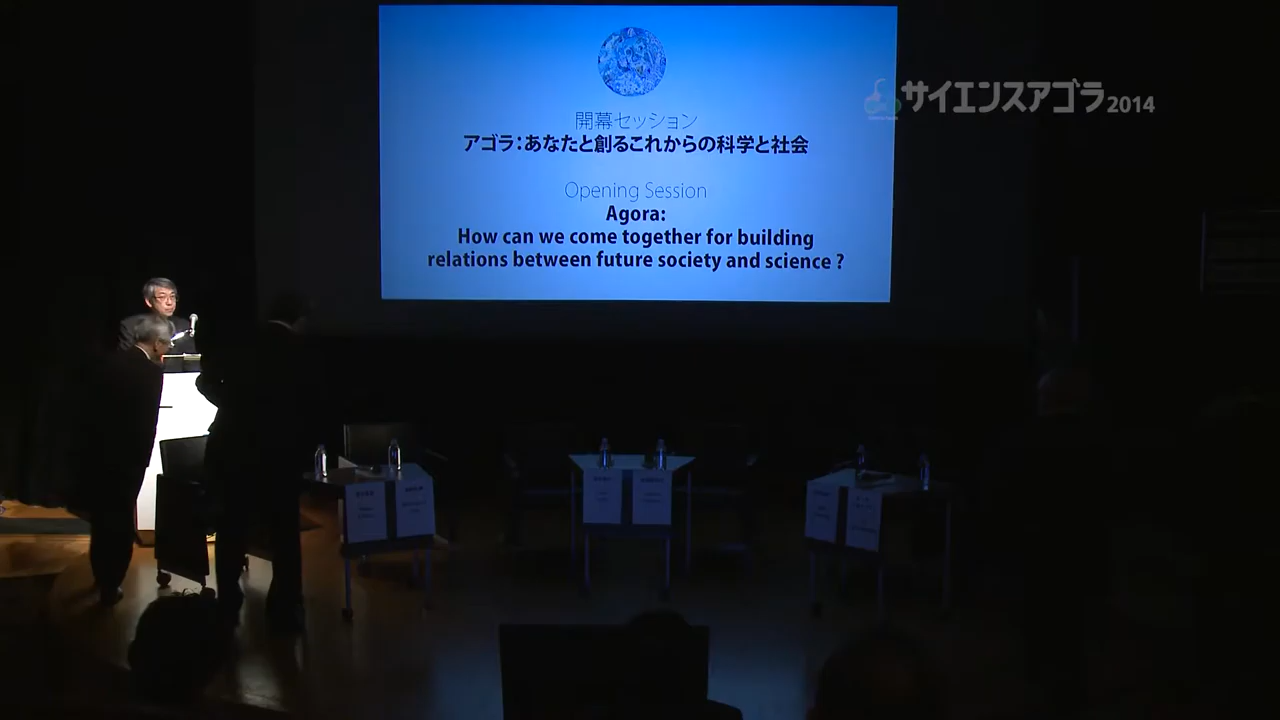 サイエンスアゴラ2014
開幕セッション
アゴラ：あなたと創るこれからの科学と社会
Opening Session
Agora:
How can we come together for building
relations between future society and science ?